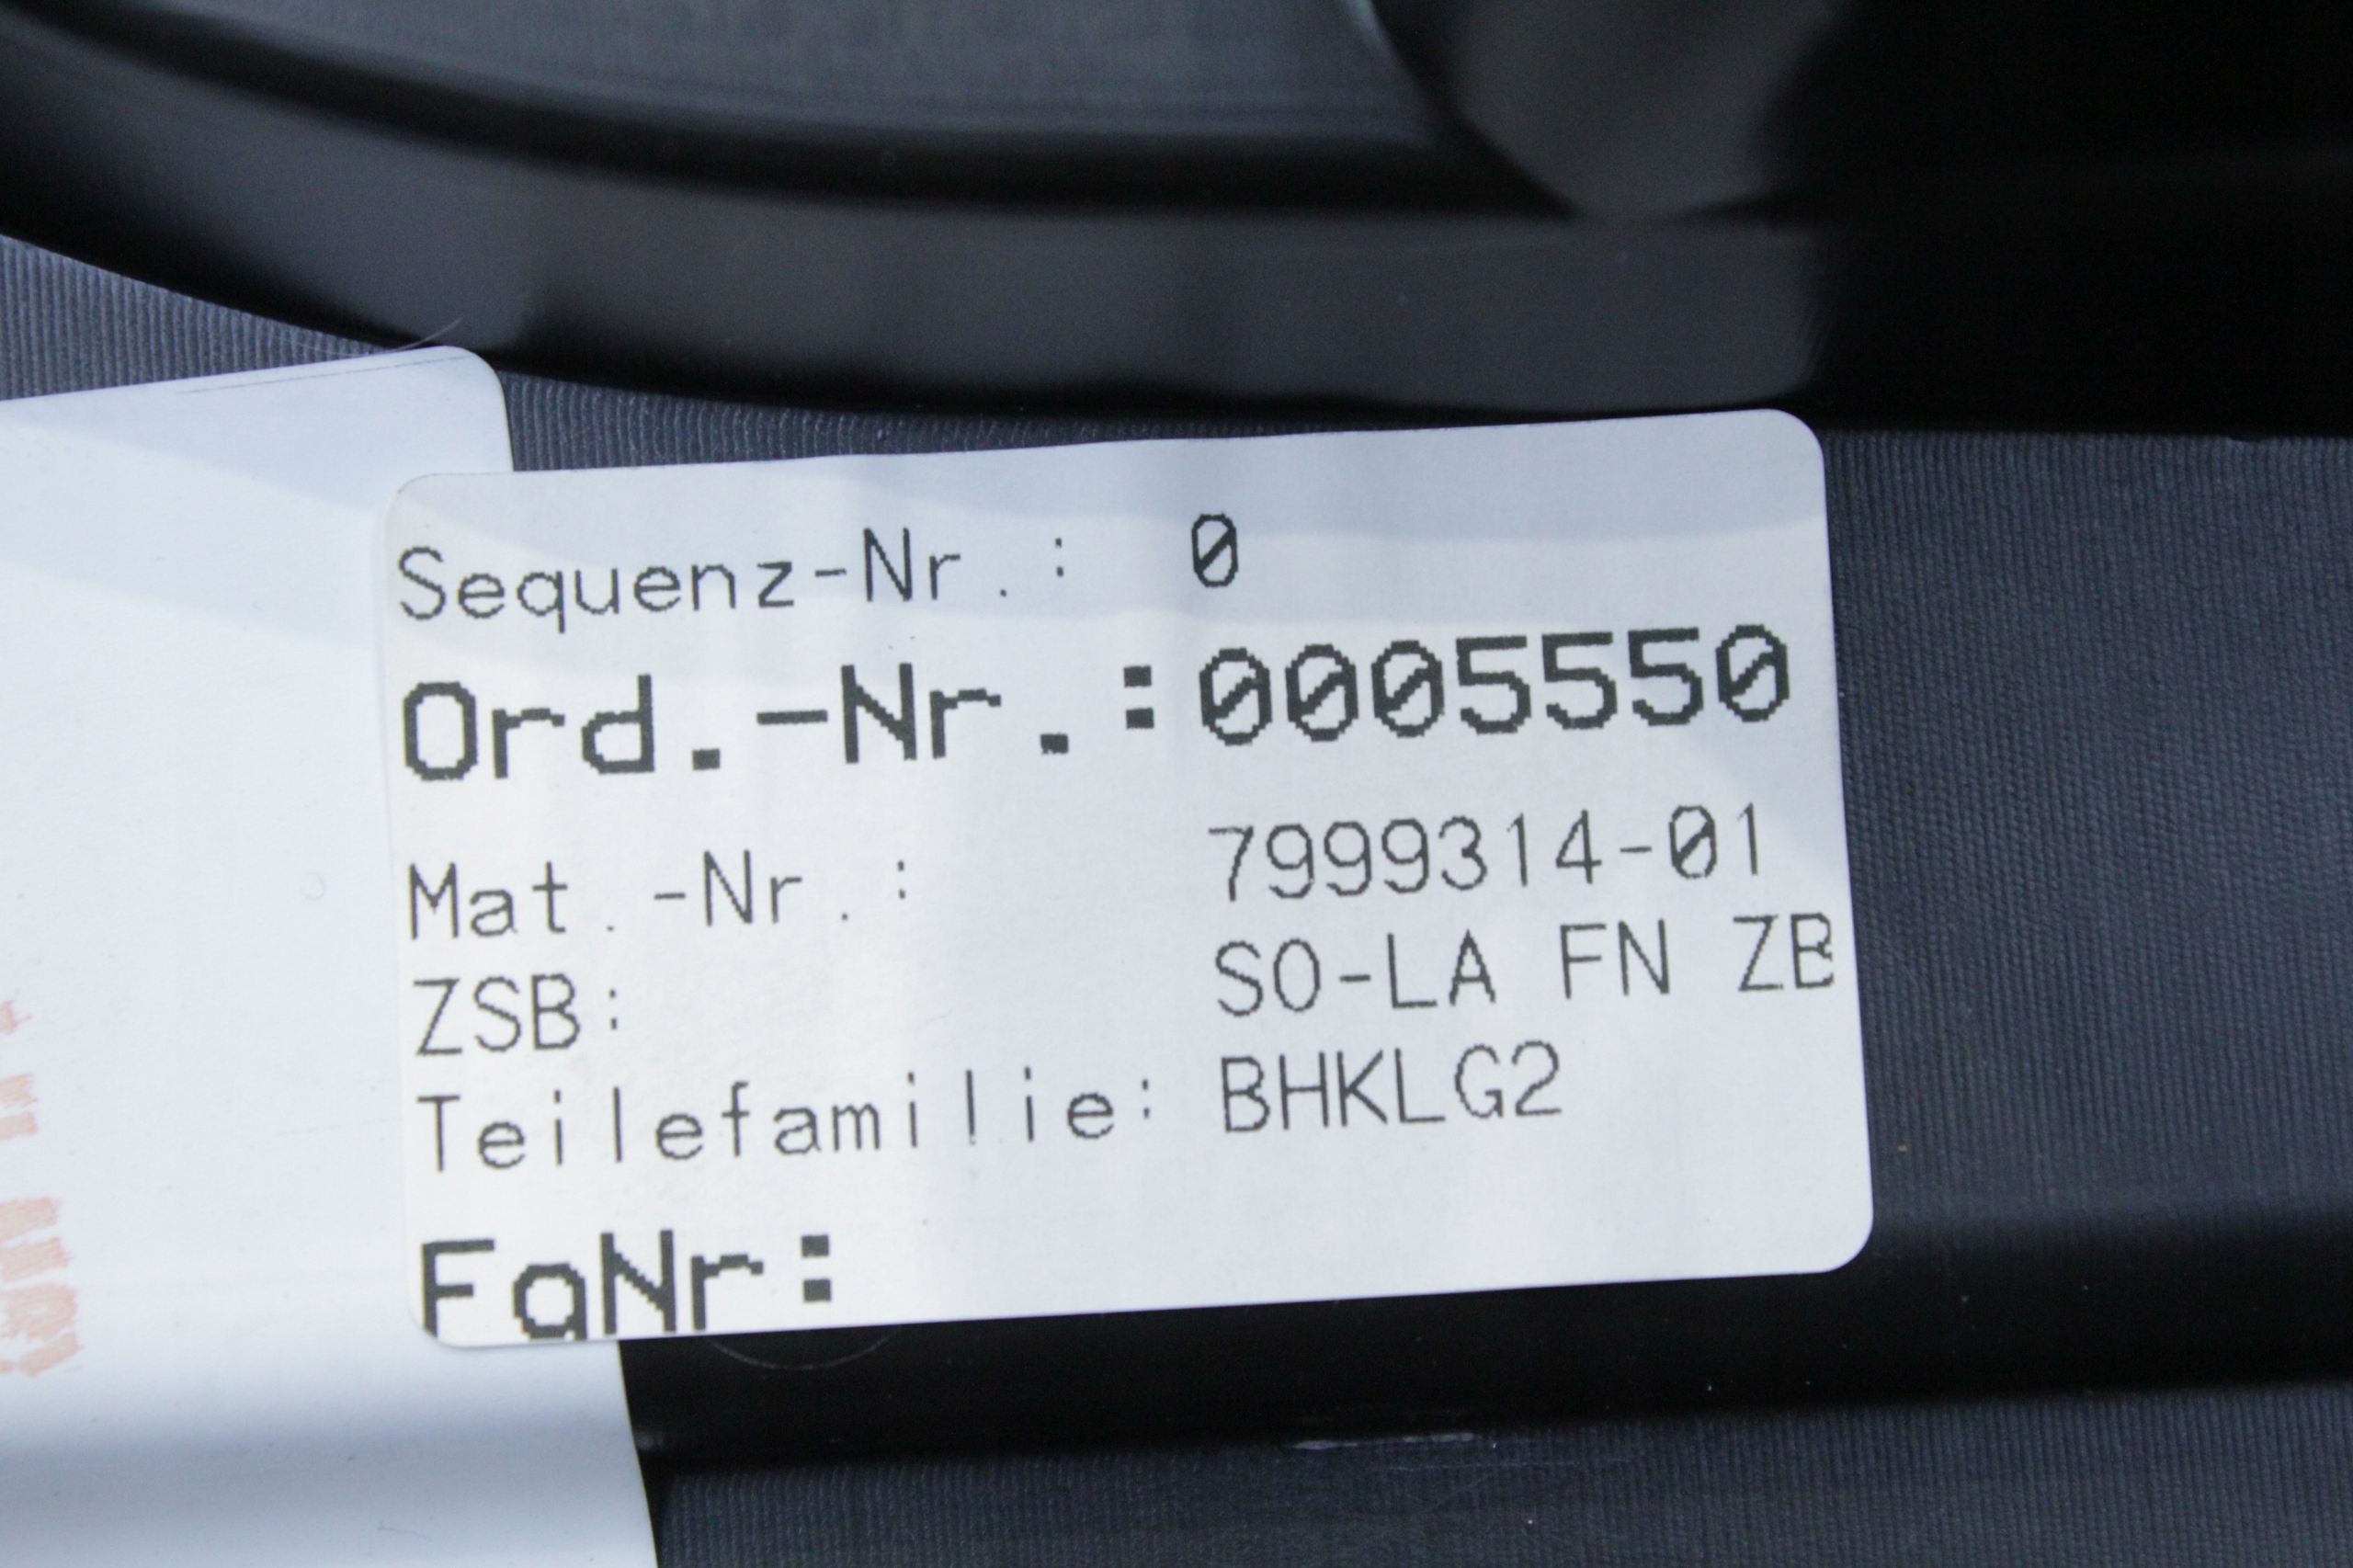 Sequenz-Nr.: 0
Ord.-Nr.:0005550
Mat.-Nr.: 7999314-01
ZSB: SO-LA FN ZB
Teilefamilie: BHKLG2
FgNr: